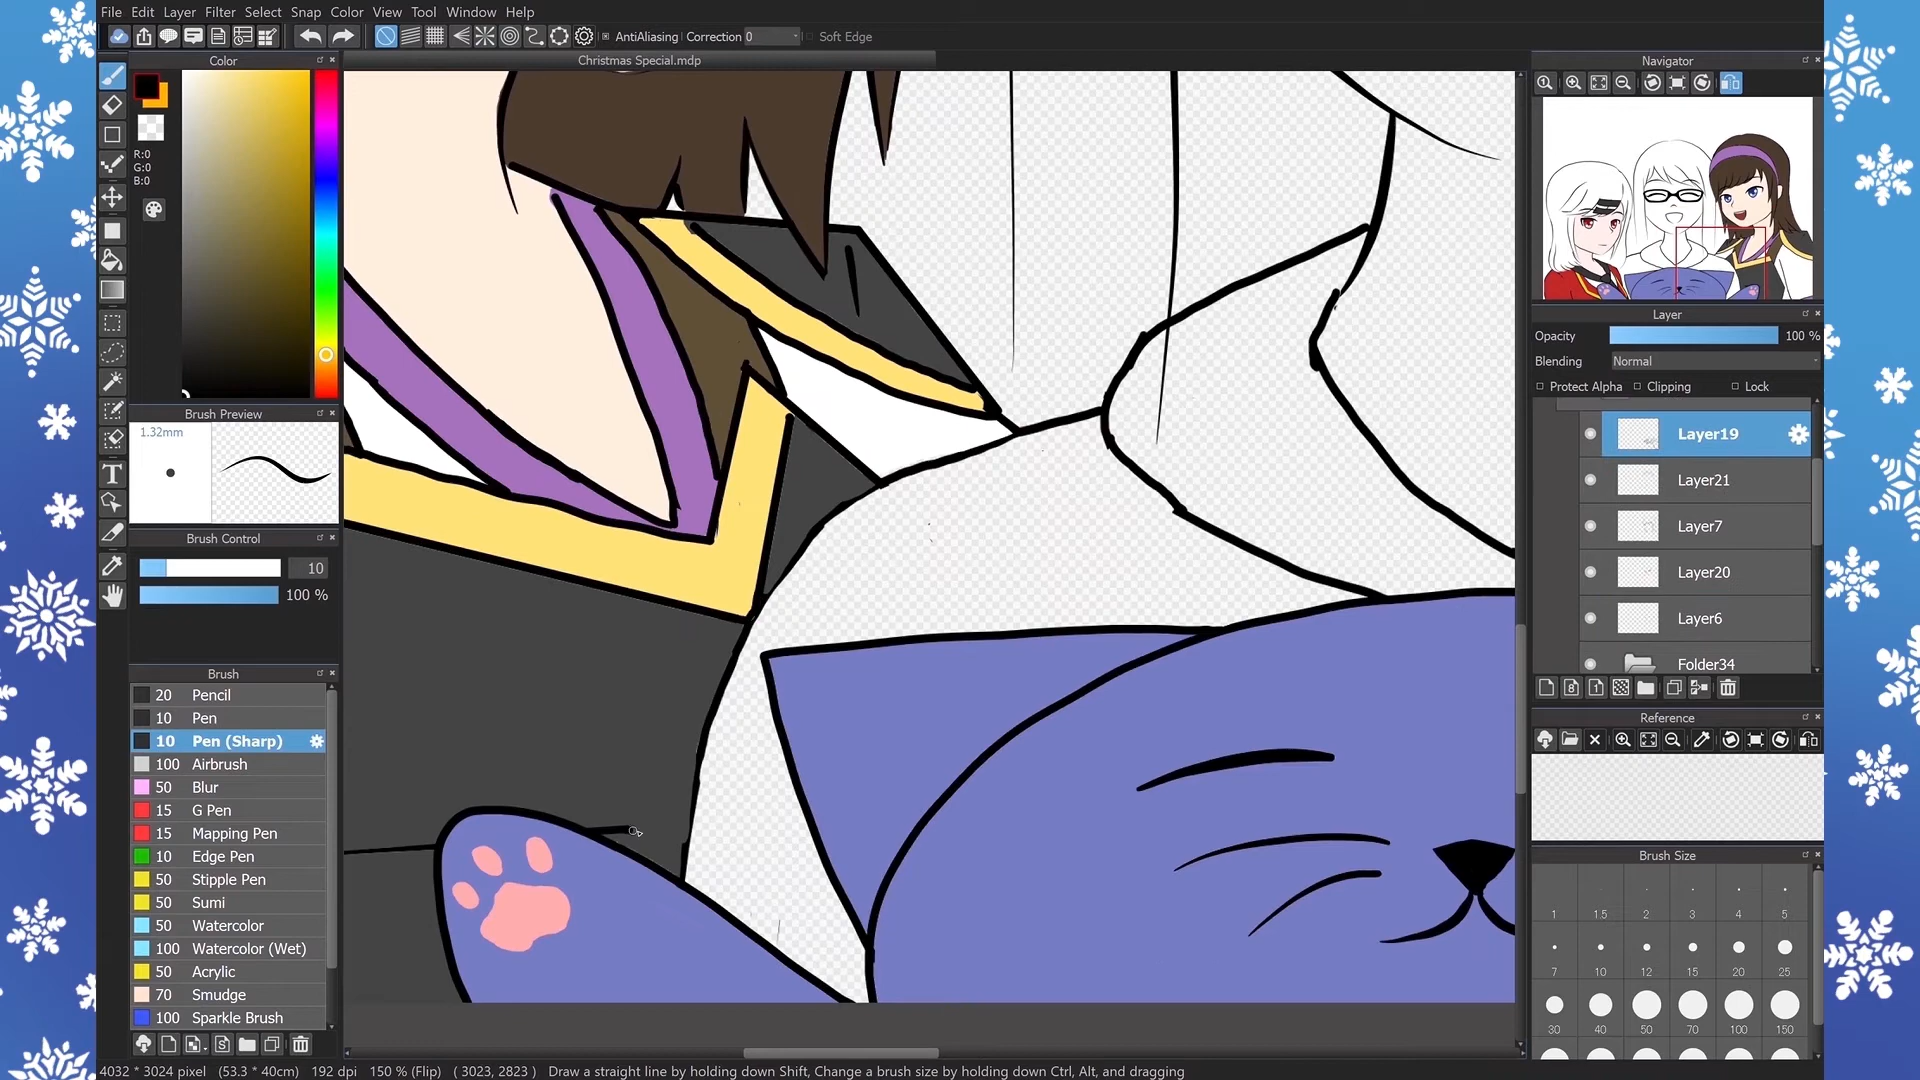 File Edit Layer Filter Select Snap Color View Tool Window Help
AntiAliasing Correction 0 Soft Edge
Color
Christmas Special.mdp
Navigator
R:0
G:0
B:0
Layer
Opacity 100 %
Blending Normal
Protect Alpha Clipping Lock
Brush Preview
1.32mm
Layer19
Layer21
Layer7
Layer20
Layer6
Folder34
Brush Control
10
100 %
Brush
20 Pencil
10 Pen
10 Pen (Sharp)
100 Airbrush
50 Blur
15 G Pen
15 Mapping Pen
10 Edge Pen
50 Stipple Pen
50 Sumi
50 Watercolor
100 Watercolor (Wet)
50 Acrylic
70 Smudge
100 Sparkle Brush
Reference
Brush Size
1 1.5 2 3 4 5
7 10 12 15 20 25
30 40 50 70 100 150
4032 * 3024 pixel (53.3 * 40cm) 192 dpi 150 % (Flip) ( 3023, 2823 ) Draw a straight line by holding down Shift, Change a brush size by holding down Ctrl, Alt, and dragging